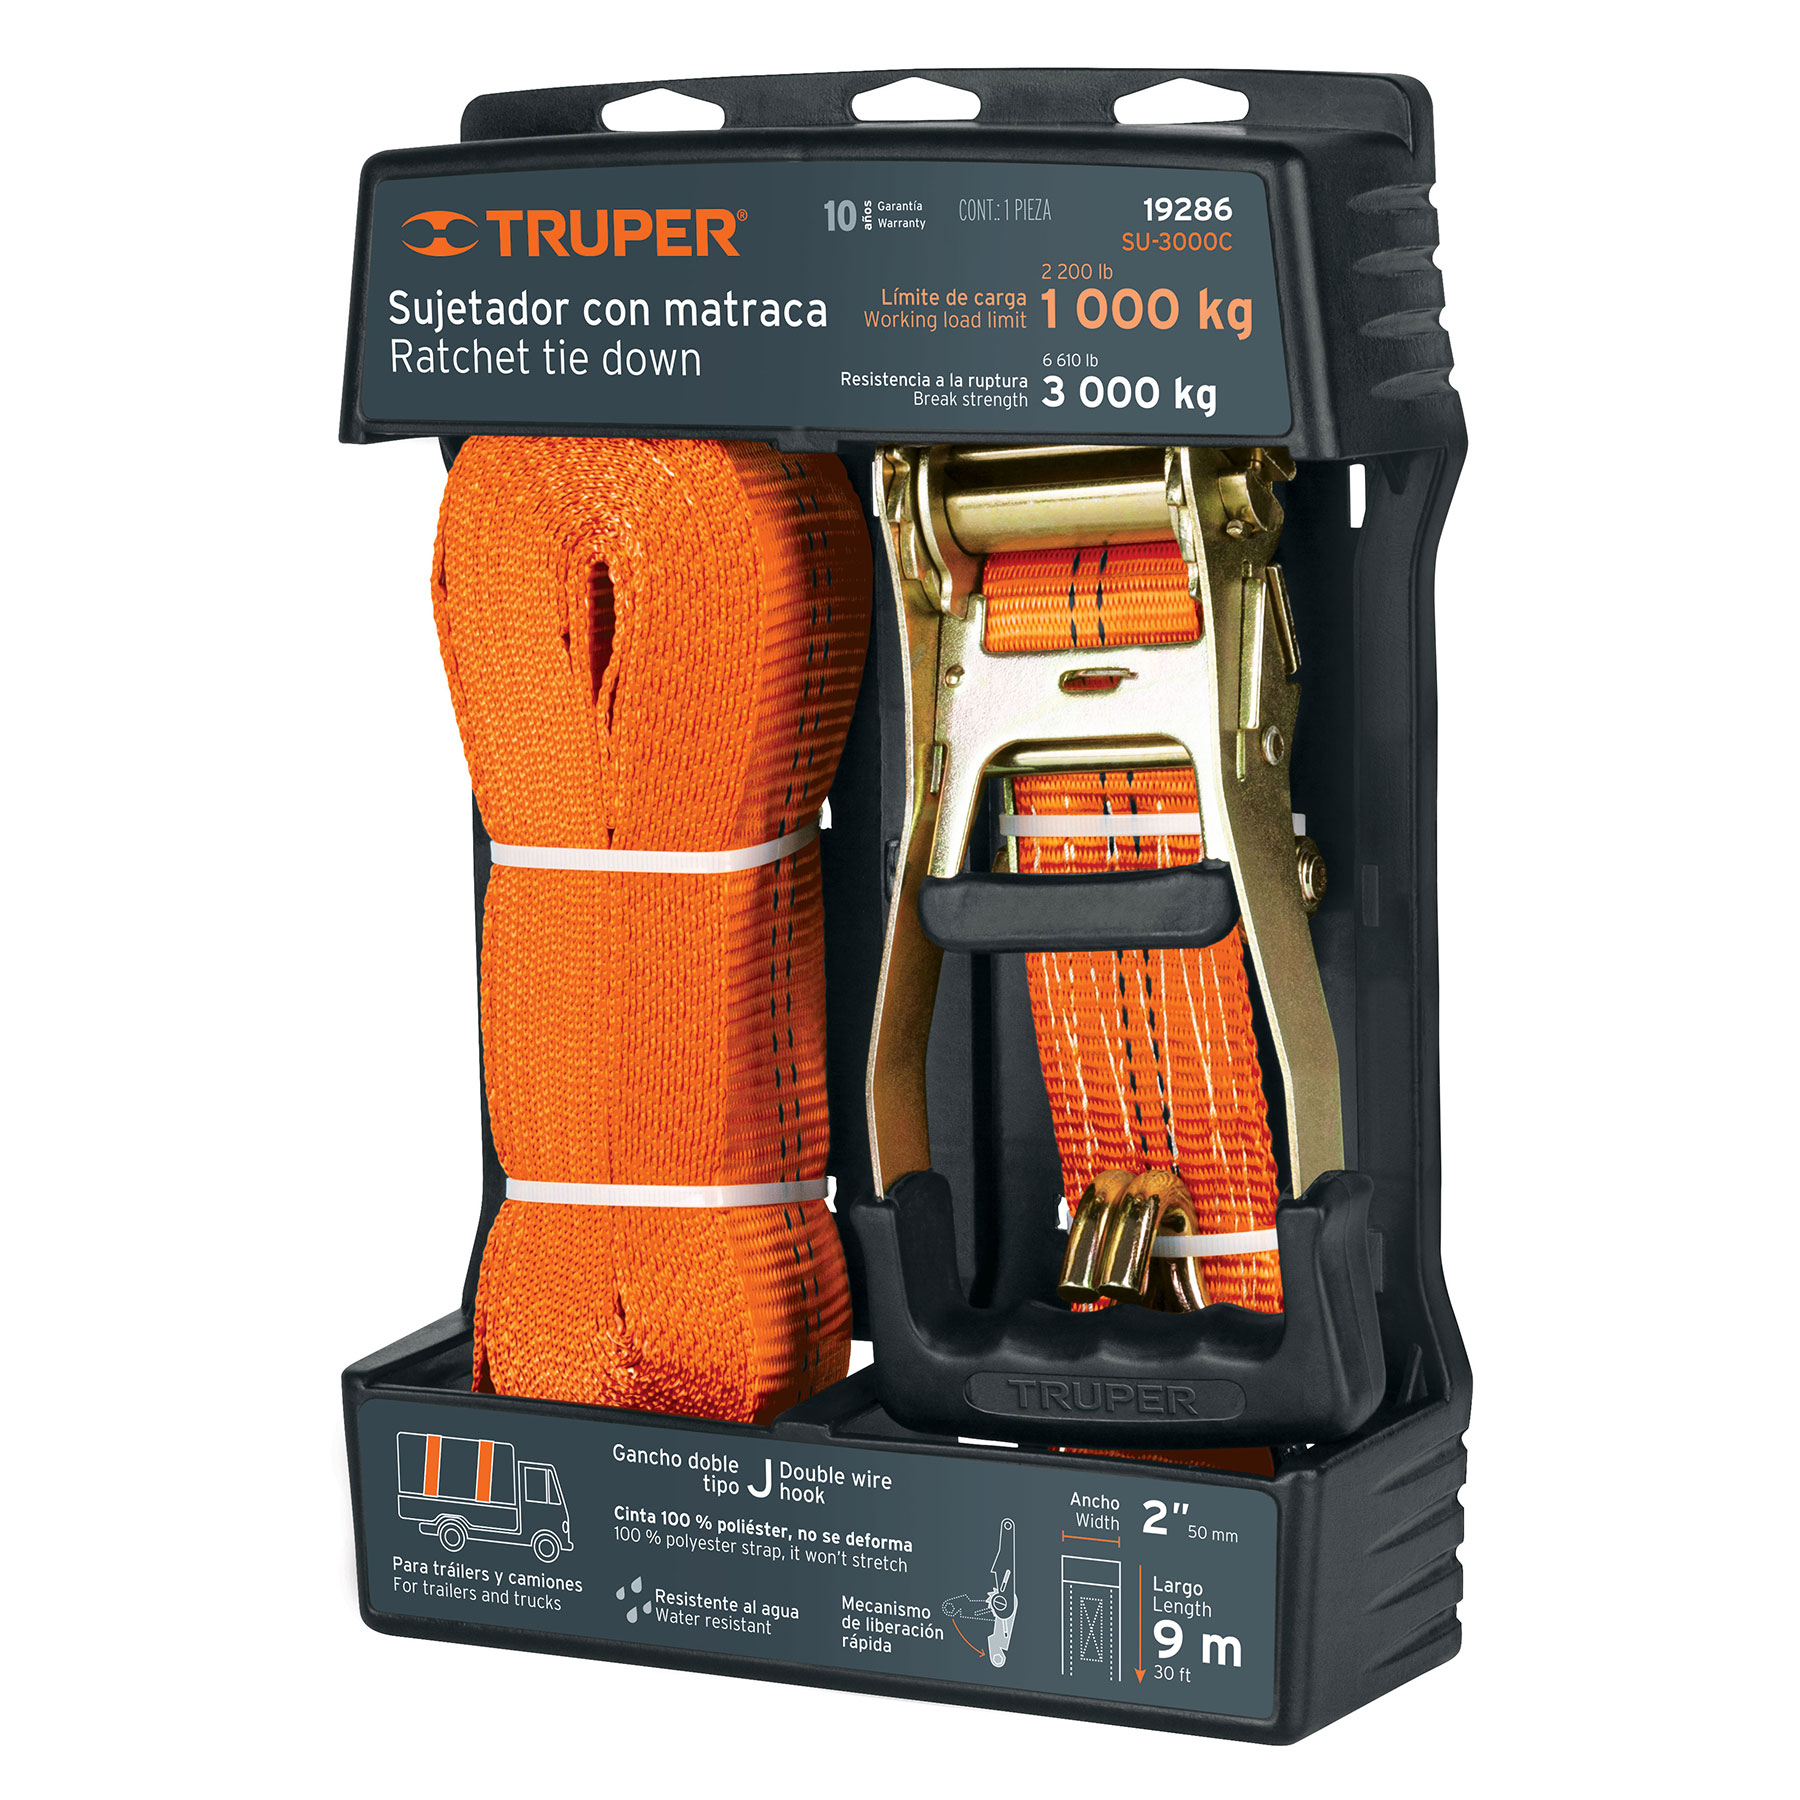 TRUPER®
10 años Garantía
Warranty
CONT.: 1 PIEZA
19286
SU-3000C
Sujetador con matraca
Ratchet tie down
2 200 lb
Límite de carga
Working load limit
1 000 kg
6 610 lb
Resistencia a la ruptura
Break strength
3 000 kg
TRUPER
Para tráilers y camiones
For trailers and trucks
Gancho doble
tipo J
Double wire
hook
Cinta 100 % poliéster, no se deforma
100 % polyester strap, it won't stretch
Resistente al agua
Water resistant
Mecanismo
de liberación
rápida
Ancho
Width
2" 50 mm
Largo
Length
9 m
30 ft